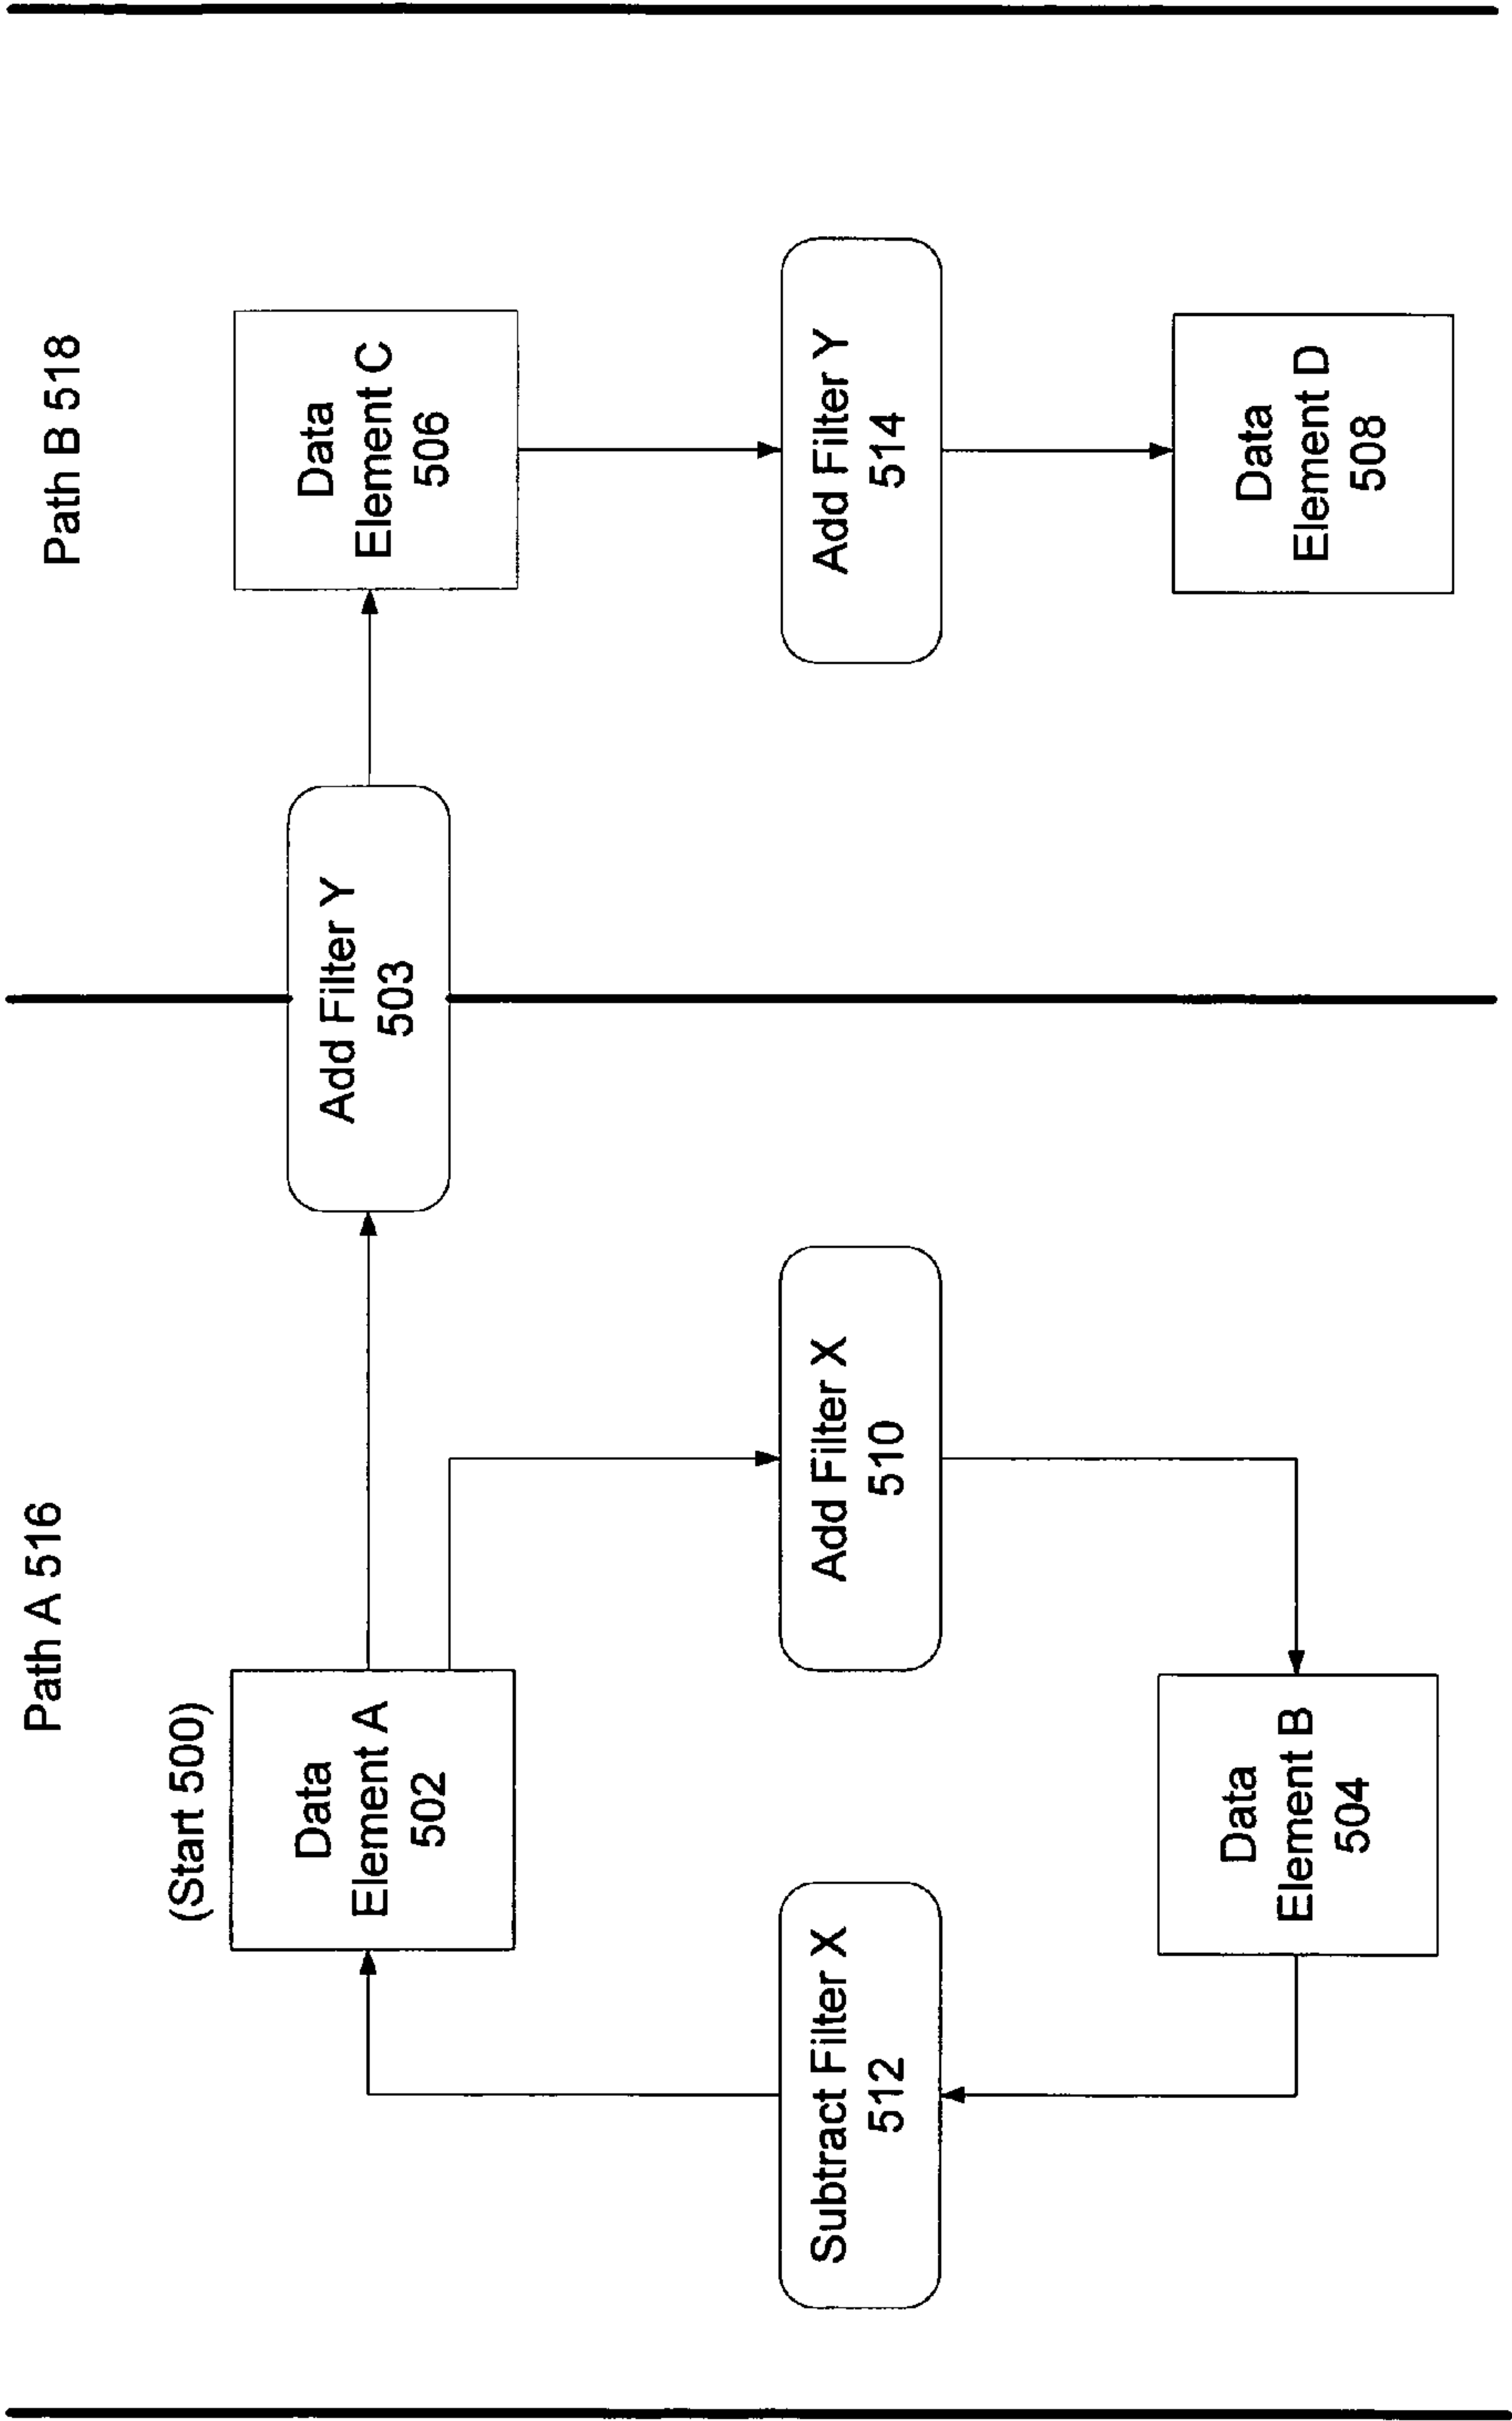 Path A 516
Path B 518
(Start 500)
Data
Element A
502
Add Filter Y
503
Data
Element C
506
Subtract Filter X
512
Add Filter X
510
Add Filter Y
514
Data
Element B
504
Data
Element D
508